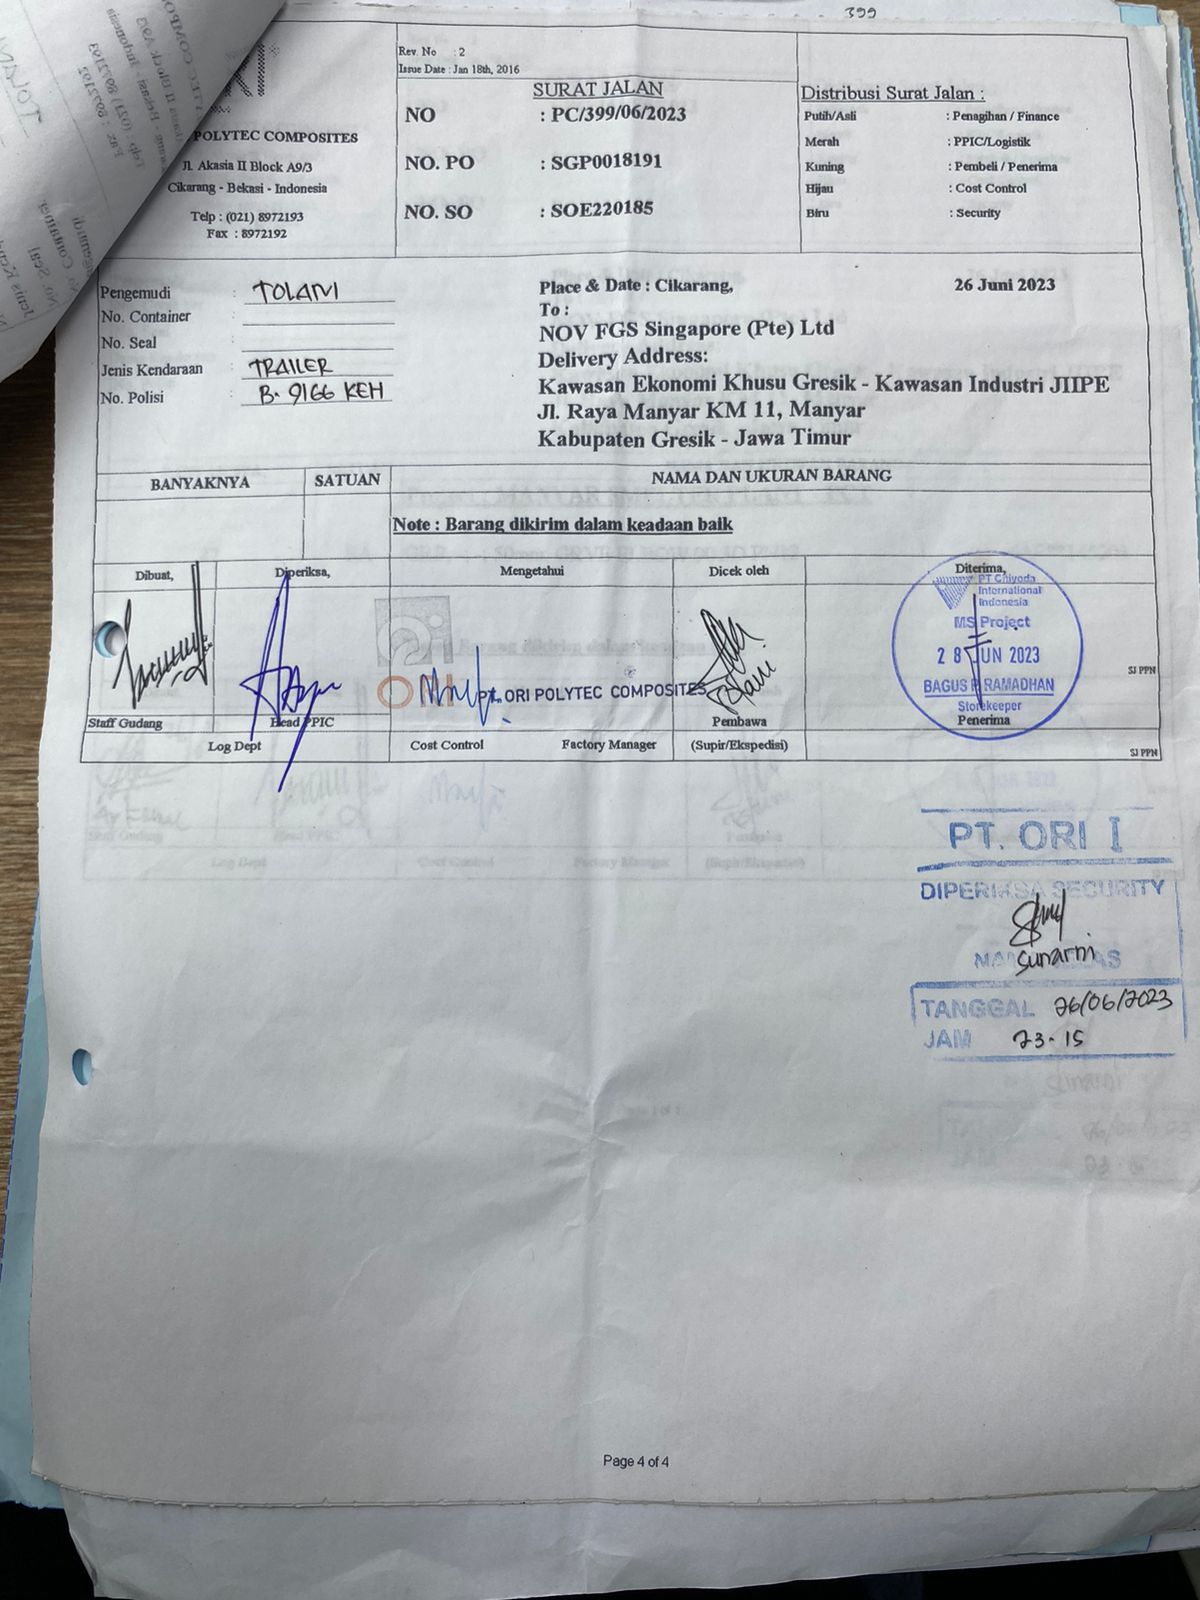 399
Rev. No : 2
Issue Date : Jan 18th, 2016
SURAT JALAN
NO : PC/399/06/2023
NO. PO : SGP0018191
NO. SO : SOE220185
Distribusi Surat Jalan :
Putih/Asli : Penagihan / Finance
Merah : PPIC/Logistik
Kuning : Pembeli / Penerima
Hijau : Cost Control
Biru : Security
POLYTEC COMPOSITES
Jl. Akasia II Block A9/3
Cikarang - Bekasi - Indonesia
Telp : (021) 8972193
Fax : 8972192
Pengemudi : TOLANI
No. Container :
No. Seal :
Jenis Kendaraan : TRAILER
No. Polisi : B. 9166 KEH
Place & Date : Cikarang, 26 Juni 2023
To :
NOV FGS Singapore (Pte) Ltd
Delivery Address:
Kawasan Ekonomi Khusu Gresik - Kawasan Industri JIIPE
Jl. Raya Manyar KM 11, Manyar
Kabupaten Gresik - Jawa Timur
BANYAKNYA SATUAN NAMA DAN UKURAN BARANG
Note : Barang dikirim dalam keadaan baik
Dibuat, Diperiksa, Mengetahui Dicek oleh Diterima,
PT Chiyoda
International
Indonesia
MS Project
28 JUN 2023
BAGUS P. RAMADHAN
Storekeeper
ORI
PT. ORI POLYTEC COMPOSITES
SJ PPN
Staff Gudang Head PPIC Pembawa Penerima
Log Dept Cost Control Factory Manager (Supir/Ekspedisi) SJ PPN
PT. ORI I
DIPERIKSA SECURITY
Sunarni
TANGGAL 26/06/2023
JAM 23-15
Page 4 of 4